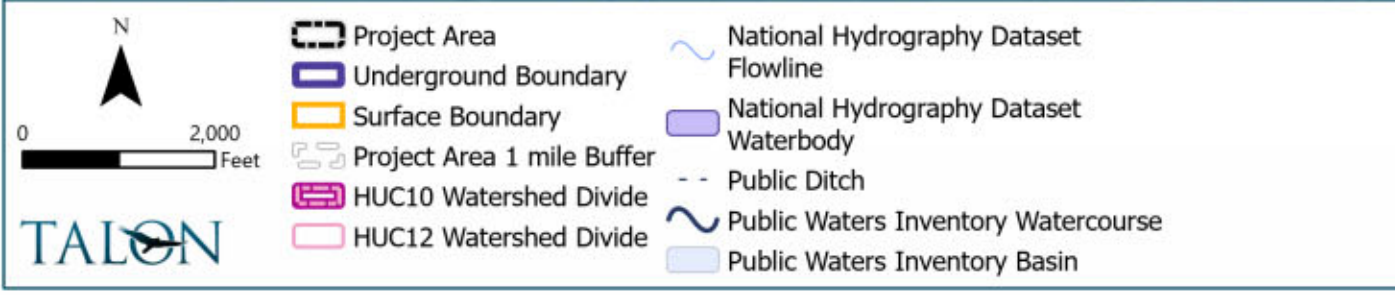 N
0 2,000
Feet
TALON
Project Area
Underground Boundary
Surface Boundary
Project Area 1 mile Buffer
HUC10 Watershed Divide
HUC12 Watershed Divide
National Hydrography Dataset
Flowline
National Hydrography Dataset
Waterbody
Public Ditch
Public Waters Inventory Watercourse
Public Waters Inventory Basin